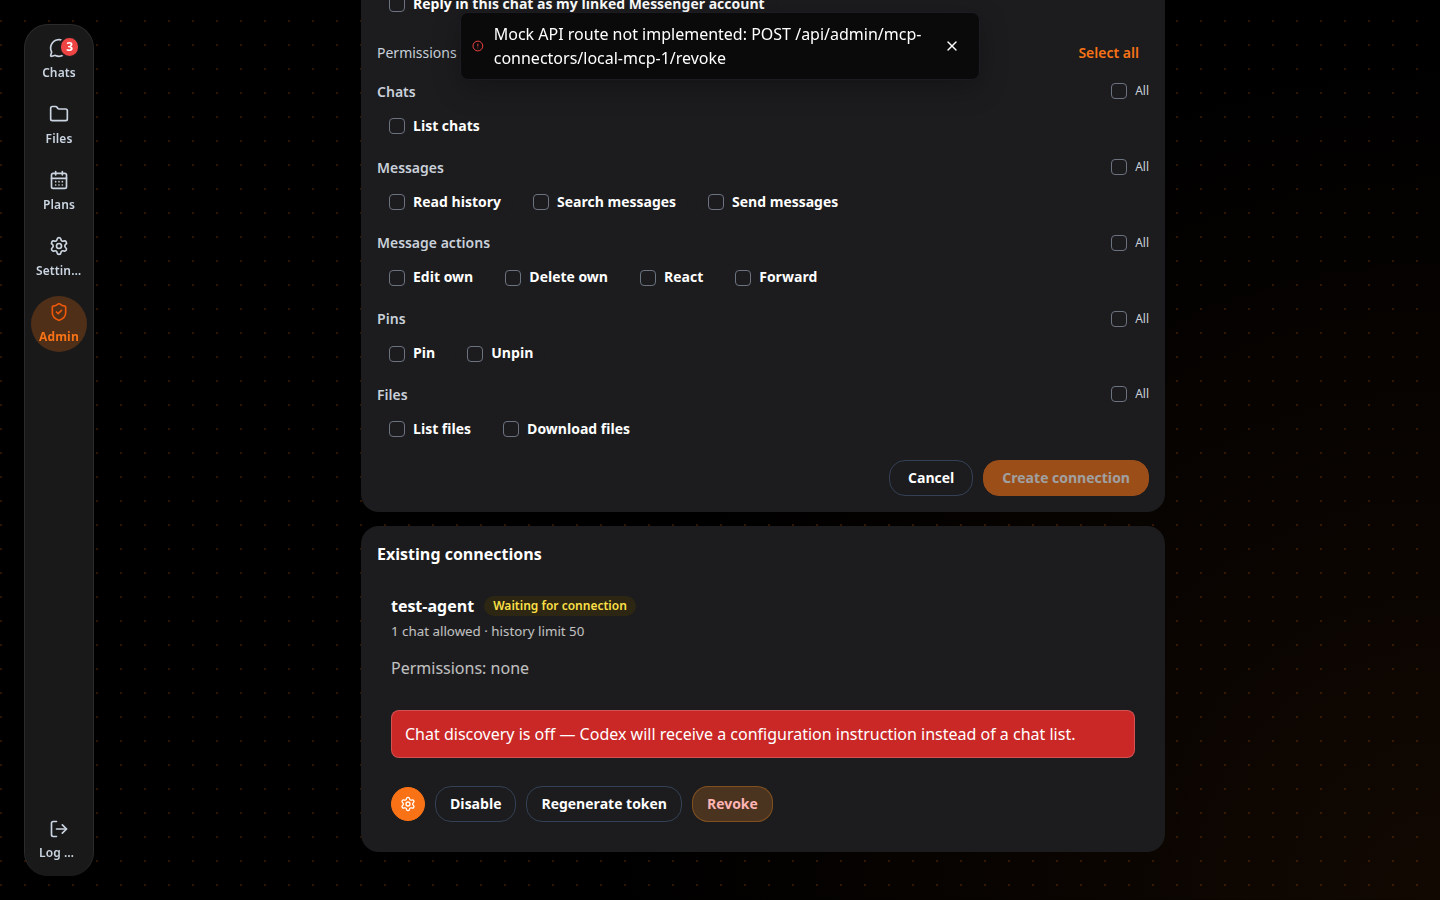 3
Chats
Files
Plans
Settin...
Admin
Log ...
Reply in this chat as my linked Messenger account
Mock API route not implemented: POST /api/admin/mcp-
connectors/local-mcp-1/revoke
Permissions
Select all
Chats
All
List chats
Messages
All
Read history
Search messages
Send messages
Message actions
All
Edit own
Delete own
React
Forward
Pins
All
Pin
Unpin
Files
All
List files
Download files
Cancel
Create connection
Existing connections
test-agent
Waiting for connection
1 chat allowed · history limit 50
Permissions: none
Chat discovery is off — Codex will receive a configuration instruction instead of a chat list.
Disable
Regenerate token
Revoke